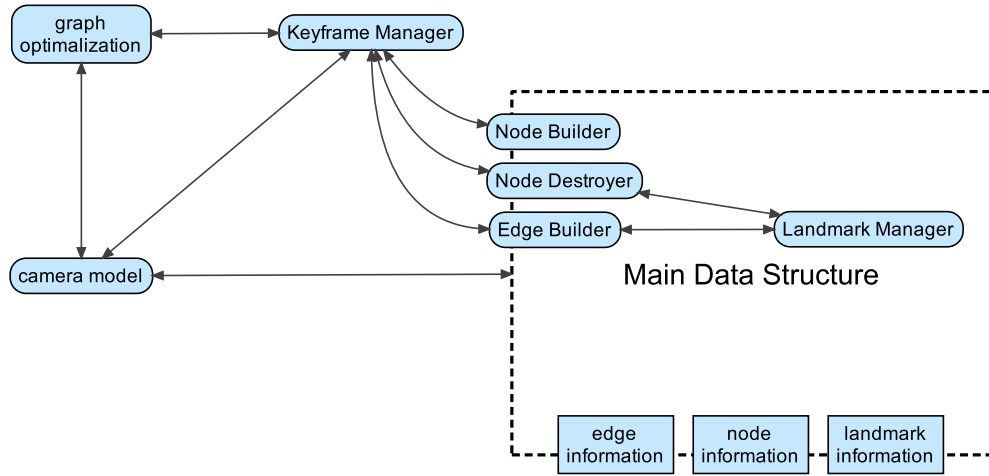 graph
optimalization
Keyframe Manager
Node Builder
Node Destroyer
Edge Builder
Landmark Manager
camera model
Main Data Structure
edge
information
node
information
landmark
information